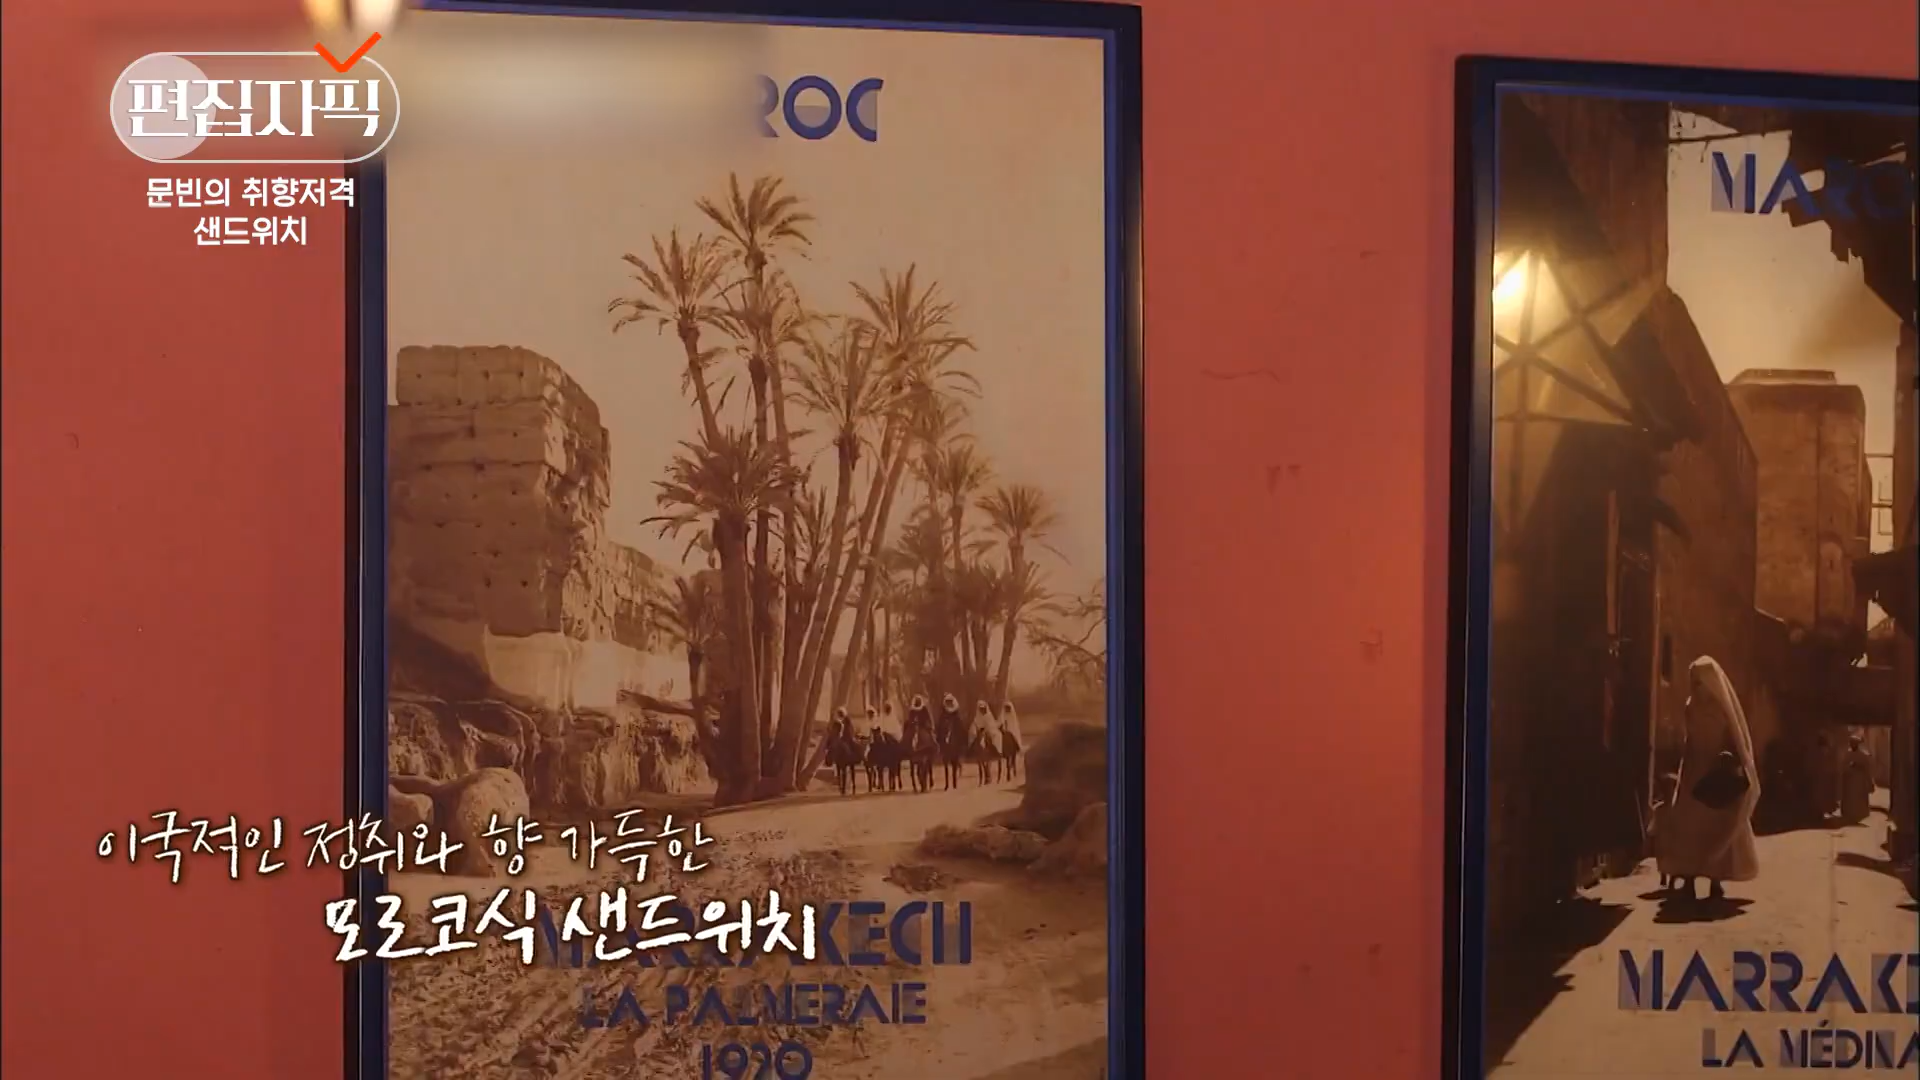 편집자픽
문빈의 취향저격
샌드위치
ROC
MARO
이국적인 정취와 향 가득한
모로코식 샌드위치
LA PALMERAIE
1920
MARRAK
LA MÉDINA